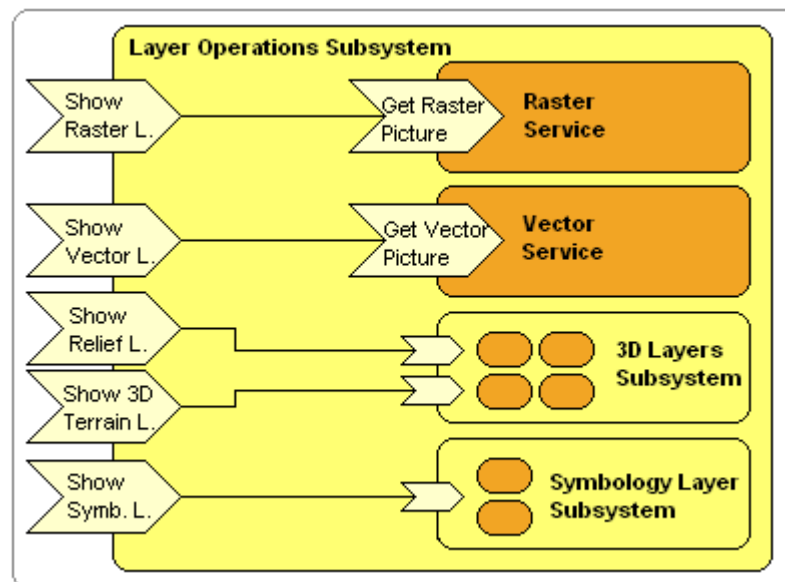 Layer Operations Subsystem
Show
Raster L.
Get Raster
Picture
Raster
Service
Show
Vector L.
Get Vector
Picture
Vector
Service
Show
Relief L.
3D Layers
Subsystem
Show 3D
Terrain L.
Show
Symb. L.
Symbology Layer
Subsystem